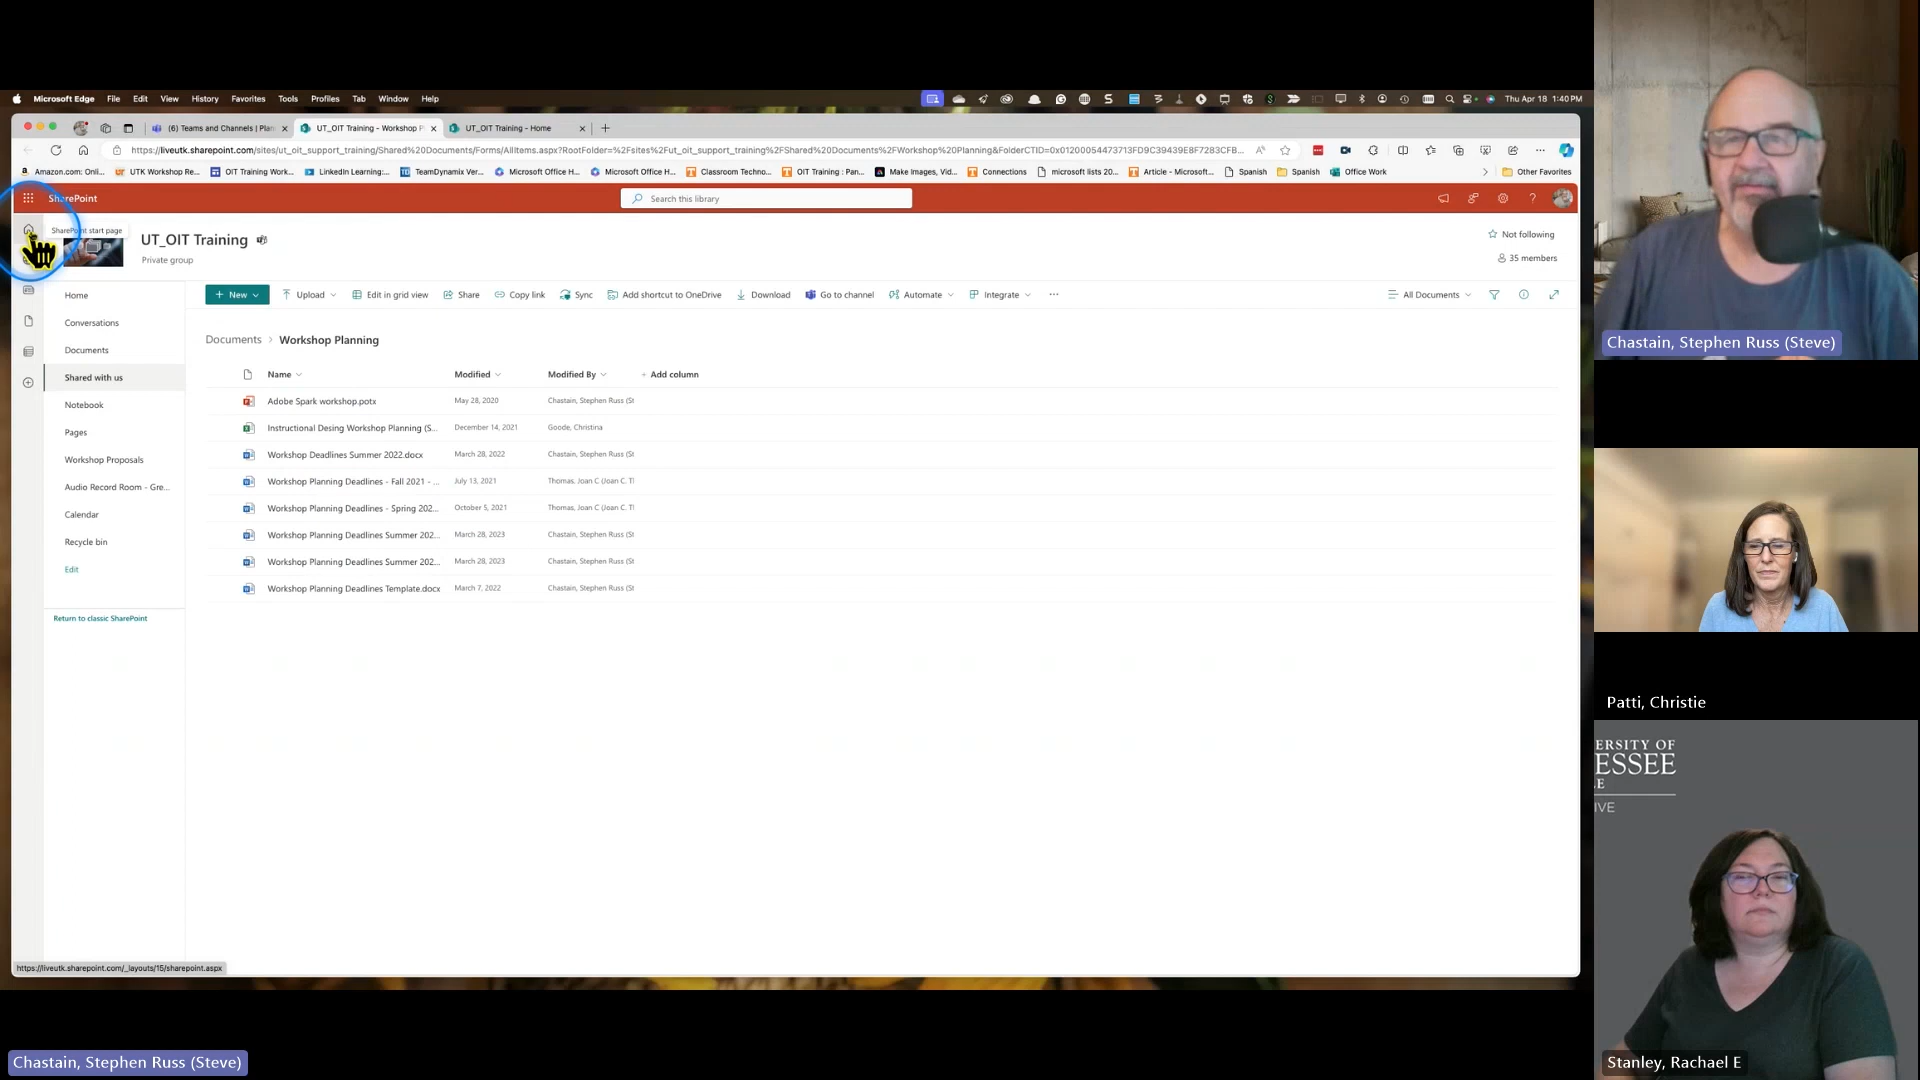 Microsoft Edge File Edit View History Favorites Tools Profiles Tab Window Help
Thu Apr 18 1:40 PM
(6) Teams and Channels | Plan
UT_OIT Training - Workshop P
UT_OIT Training - Home
https://liveutk.sharepoint.com/sites/ut_oit_support_training/Shared%20Documents/Forms/AllItems.aspx?RootFolder=%2Fsites%2Fut_oit_support_training%2FShared%20Documents%2FWorkshop%20Planning&FolderCTID=0x01200054473713FD9C39439E8F7283CFB...
Amazon.com: Onli...
UTK Workshop Re...
OIT Training Work...
LinkedIn Learning:...
TeamDynamix Ver...
Microsoft Office H...
Microsoft Office H...
Classroom Techno...
OIT Training : Pan...
Make Images, Vid...
Connections
microsoft lists 20...
Article - Microsoft...
Spanish
Spanish
Office Work
Other Favorites
SharePoint
Search this library
SharePoint start page
UT_OIT Training
Private group
Not following
35 members
Home
Conversations
Documents
Shared with us
Notebook
Pages
Workshop Proposals
Audio Record Room - Gre...
Calendar
Recycle bin
Edit
Return to classic SharePoint
New
Upload
Edit in grid view
Share
Copy link
Sync
Add shortcut to OneDrive
Download
Go to channel
Automate
Integrate
All Documents
Documents > Workshop Planning
Name Modified Modified By + Add column
Adobe Spark workshop.potx May 28, 2020 Chastain, Stephen Russ (St
Instructional Desing Workshop Planning (S... December 14, 2021 Goode, Christina
Workshop Deadlines Summer 2022.docx March 28, 2022 Chastain, Stephen Russ (St
Workshop Planning Deadlines - Fall 2021 - ... July 13, 2021 Thomas, Joan C (Joan C. T
Workshop Planning Deadlines - Spring 202... October 5, 2021 Thomas, Joan C (Joan C. T
Workshop Planning Deadlines Summer 202... March 28, 2023 Chastain, Stephen Russ (St
Workshop Planning Deadlines Summer 202... March 28, 2023 Chastain, Stephen Russ (St
Workshop Planning Deadlines Template.docx March 7, 2022 Chastain, Stephen Russ (St
https://liveutk.sharepoint.com/_layouts/15/sharepoint.aspx
Chastain, Stephen Russ (Steve)
Chastain, Stephen Russ (Steve)
Patti, Christie
ERSITY OF
ESSEE
LE
IVE
Stanley, Rachael E